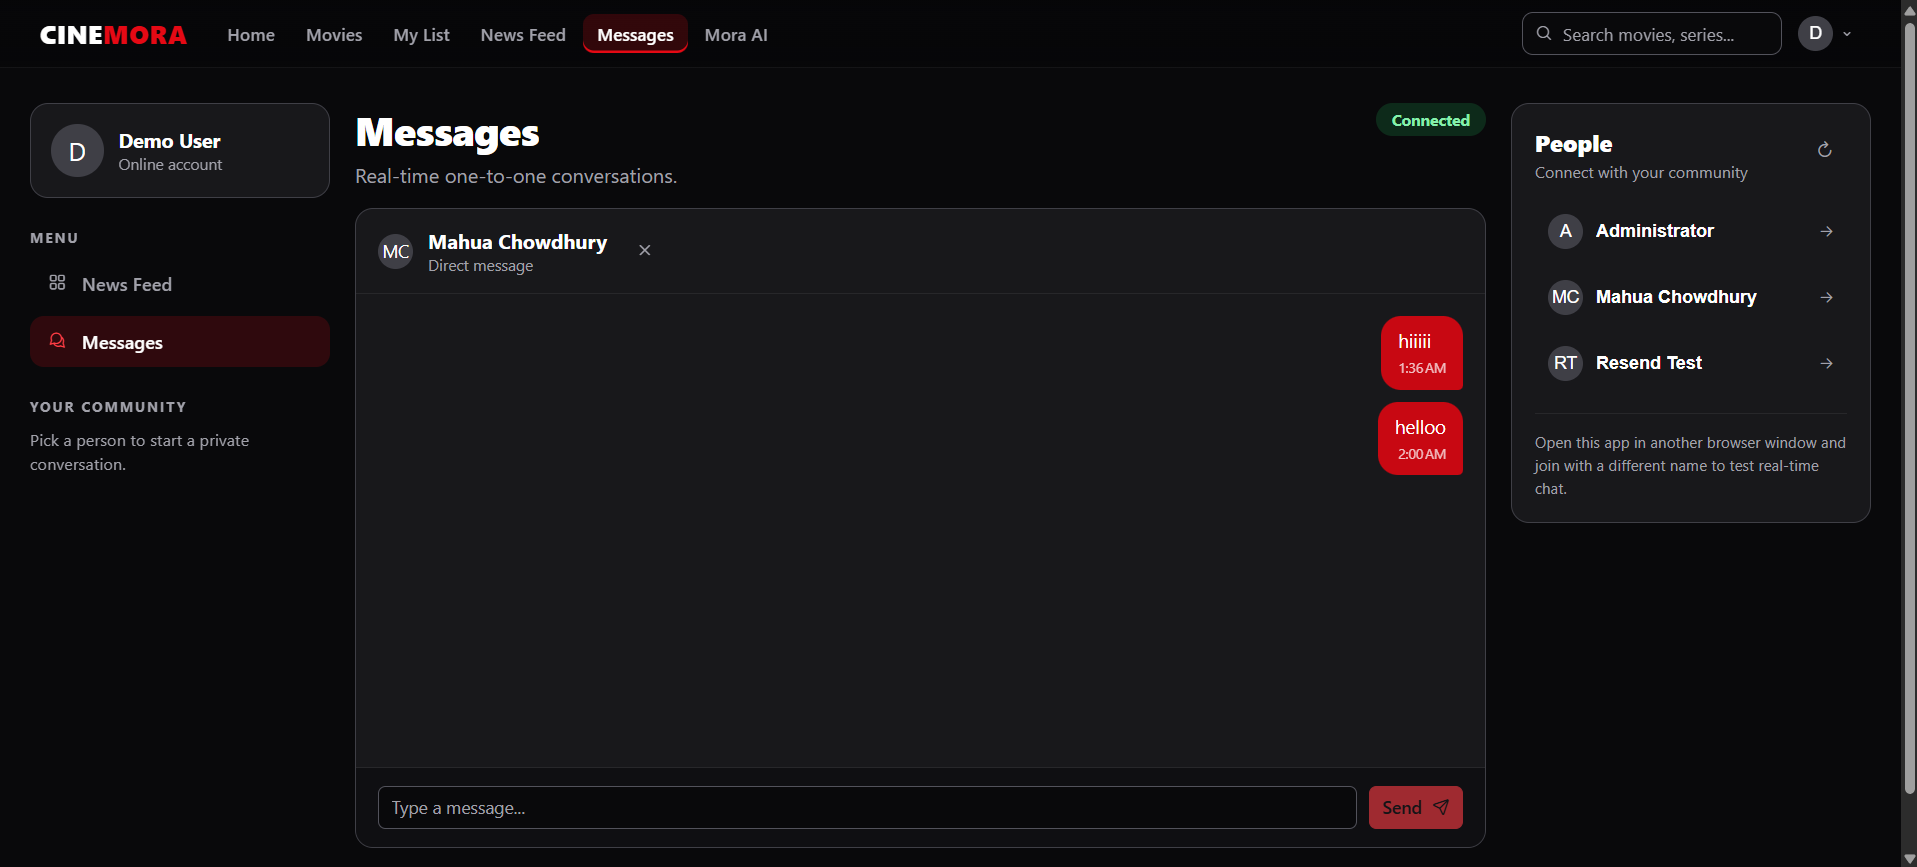 CINEMORA Home Movies My List News Feed Messages Mora AI Search movies, series... D
D Demo User
Online account
MENU
News Feed
Messages
YOUR COMMUNITY
Pick a person to start a private
conversation.
Messages
Real-time one-to-one conversations.
Connected
MC Mahua Chowdhury
Direct message
hiiiii
1:36 AM
helloo
2:00 AM
Type a message...
Send
People
Connect with your community
A Administrator
MC Mahua Chowdhury
RT Resend Test
Open this app in another browser window and
join with a different name to test real-time
chat.